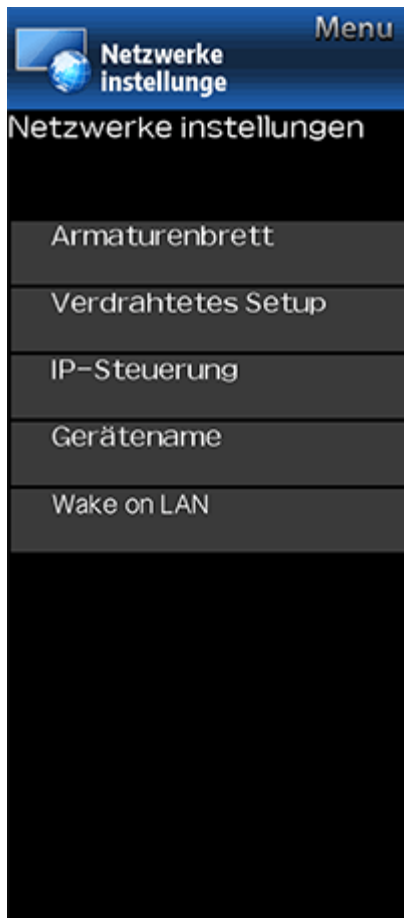 Menu
Netzwerke
instellunge
Netzwerke instellungen
Armaturenbrett
Verdrahtetes Setup
IP-Steuerung
Gerätename
Wake on LAN